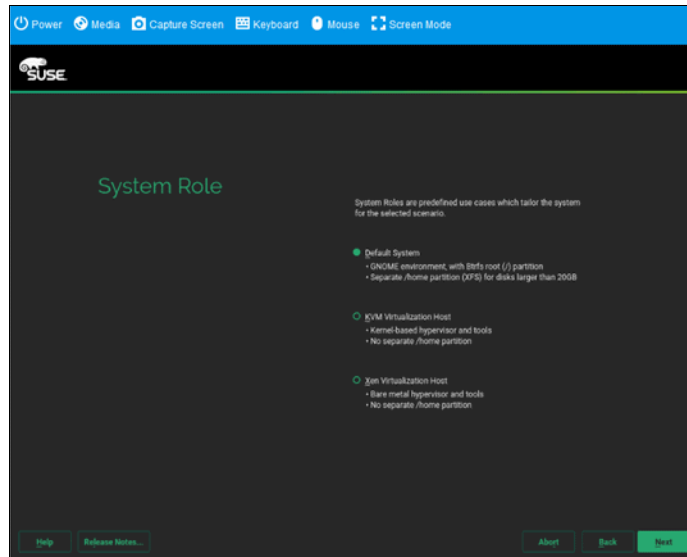 Power Media Capture Screen Keyboard Mouse Screen Mode
SUSE
System Role
System Roles are predefined use cases which tailor the system
for the selected scenario.
Default System
• GNOME environment, with Btrfs root (/) partition
• Separate /home partition (XFS) for disks larger than 20GB
KVM Virtualization Host
• Kernel-based hypervisor and tools
• No separate /home partition
Xen Virtualization Host
• Bare metal hypervisor and tools
• No separate /home partition
Help Release Notes... Abort Back Next